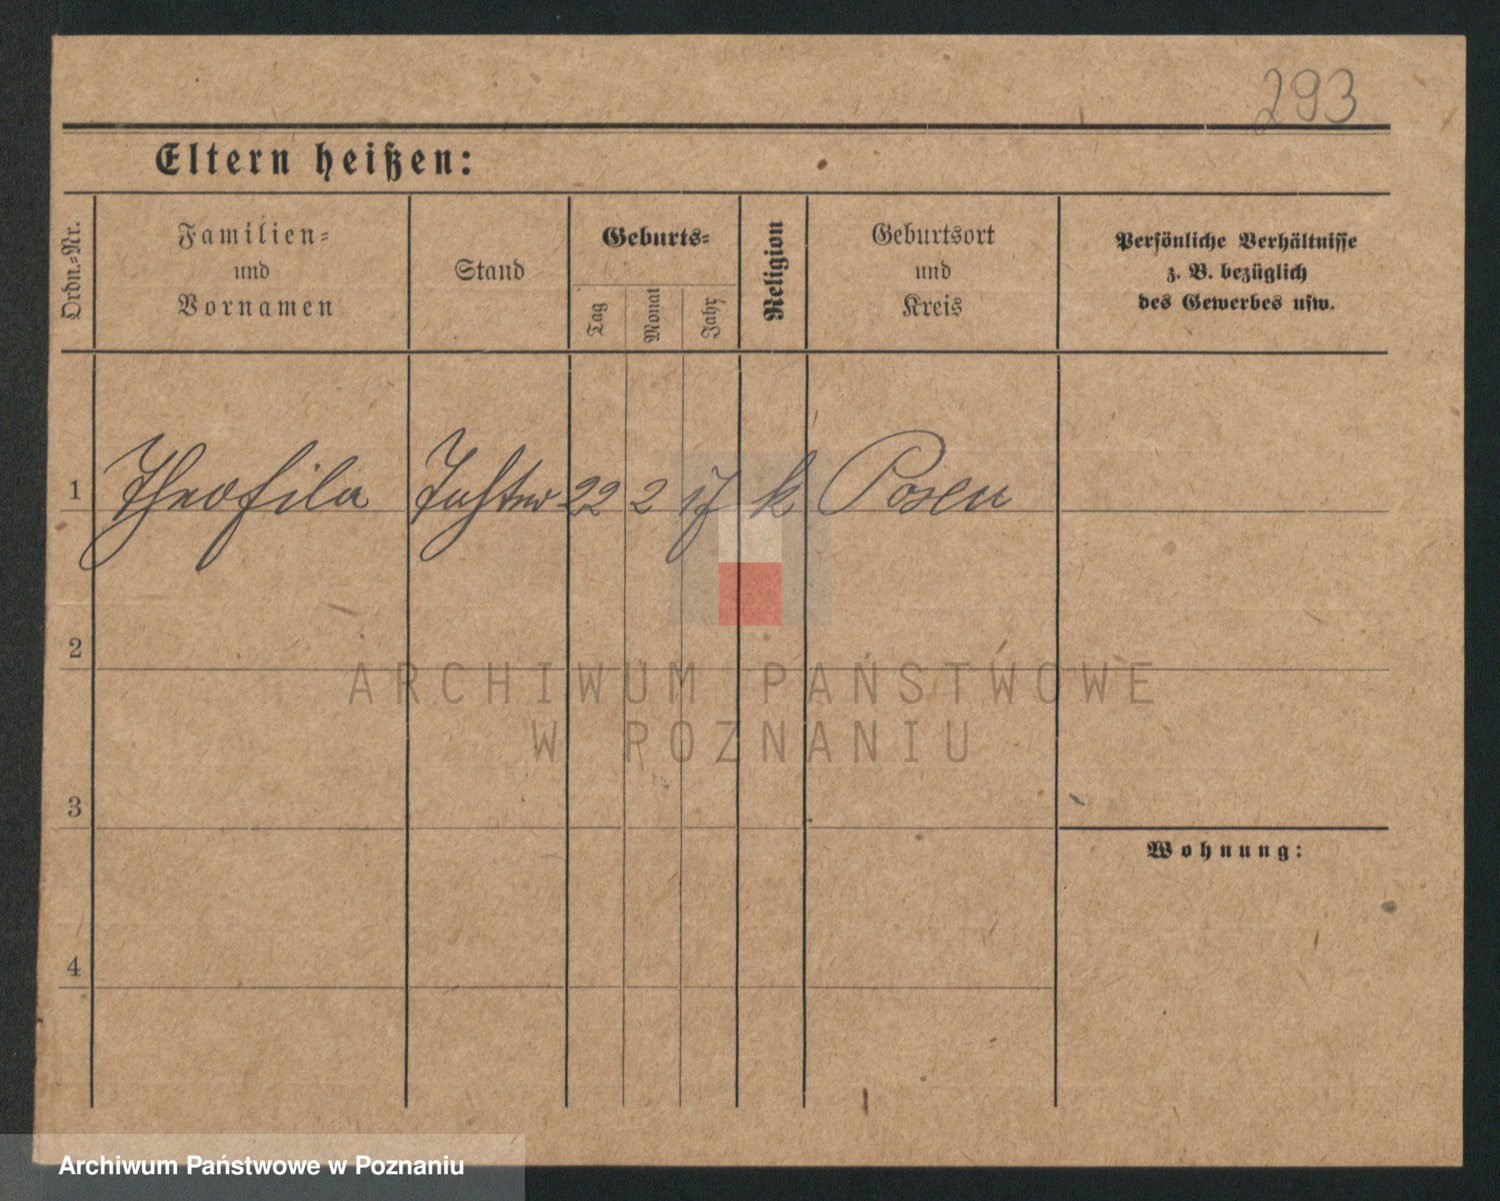 293
Eltern heißen:
Ordn.-Nr.
Familien-
und
Vornamen
Stand
Geburts-
Tag
Monat
Jahr
Religion
Geburtsort
und
Kreis
Persönliche Verhältnisse
z. B. bezüglich
des Gewerbes usw.
1 Theofila Tochter 22 2 17 k Posen
2
ARCHIWUM PAŃSTWOWE
W POZNANIU
3
Wohnung:
4
Archiwum Państwowe w Poznaniu